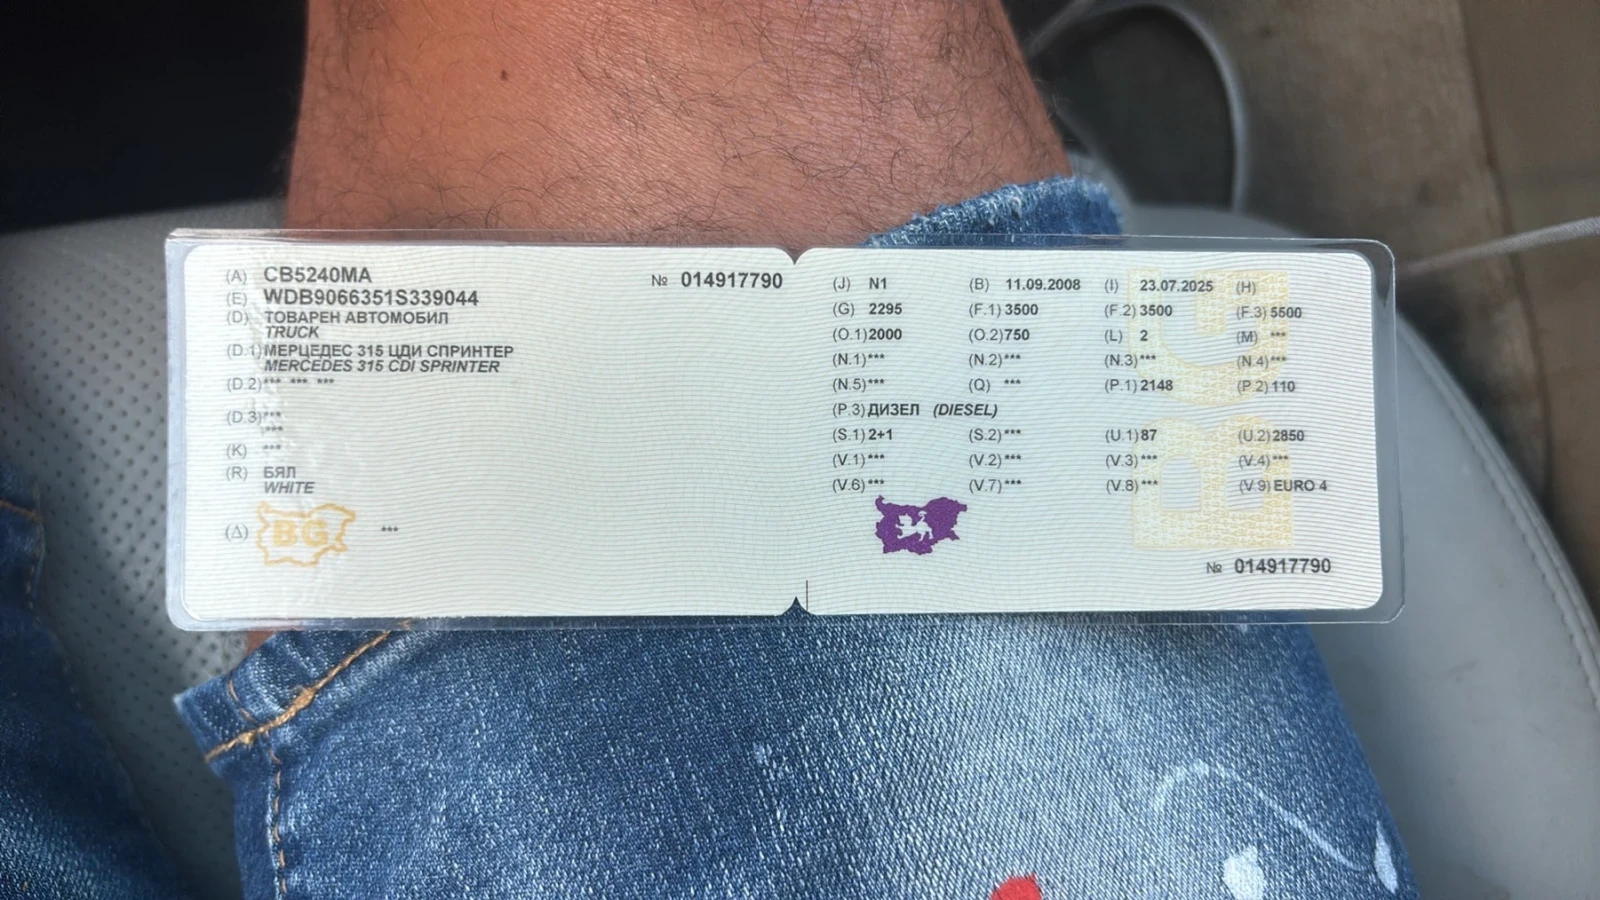 (A) СВ5240МА № 014917790
(E) WDB9066351S339044
(D) ТОВАРЕН АВТОМОБИЛ
TRUCK
(D.1) МЕРЦЕДЕС 315 ЦДИ СПРИНТЕР
MERCEDES 315 CDI SPRINTER
(D.2) *** *** ***
(D.3) ***
***
(K) ***
(R) БЯЛ
WHITE
(Δ) BG ***
(J) N1 (B) 11.09.2008 (I) 23.07.2025 (H)
(G) 2295 (F.1) 3500 (F.2) 3500 (F.3) 5500
(O.1) 2000 (O.2) 750 (L) 2 (M) ***
(N.1) *** (N.2) *** (N.3) *** (N.4) ***
(N.5) *** (Q) *** (P.1) 2148 (P.2) 110
(P.3) ДИЗЕЛ (DIESEL)
(S.1) 2+1 (S.2) *** (U.1) 87 (U.2) 2850
(V.1) *** (V.2) *** (V.3) *** (V.4) ***
(V.6) *** (V.7) *** (V.8) *** (V.9) EURO 4
BG
№ 014917790